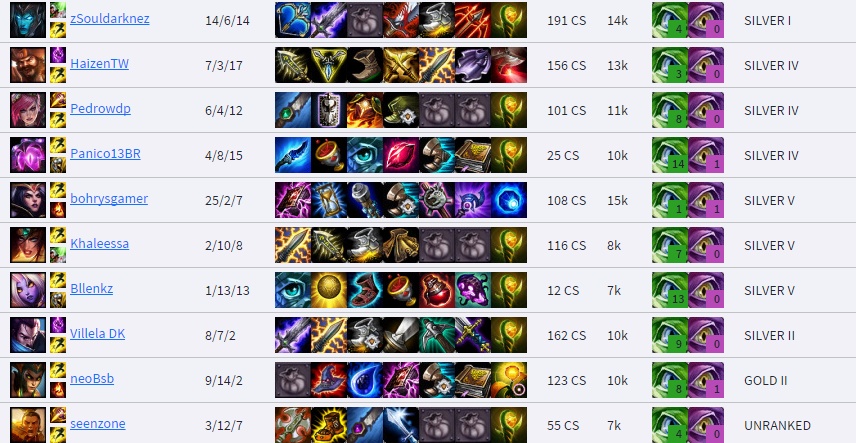 zSouldarknez 14/6/14 191 CS 14k 4 0 SILVER I
HaizenTW 7/3/17 156 CS 13k 3 0 SILVER IV
Pedrowdp 6/4/12 101 CS 11k 8 0 SILVER IV
Panico13BR 4/8/15 25 CS 10k 14 1 SILVER IV
bohrysgamer 25/2/7 108 CS 15k 1 1 SILVER V
Khaleessa 2/10/8 116 CS 8k 7 0 SILVER V
Bllenkz 1/13/13 12 CS 7k 13 0 SILVER V
Villela DK 8/7/2 162 CS 10k 9 0 SILVER II
neoBsb 9/14/2 123 CS 10k 8 1 GOLD II
seenzone 3/12/7 55 CS 7k 4 0 UNRANKED